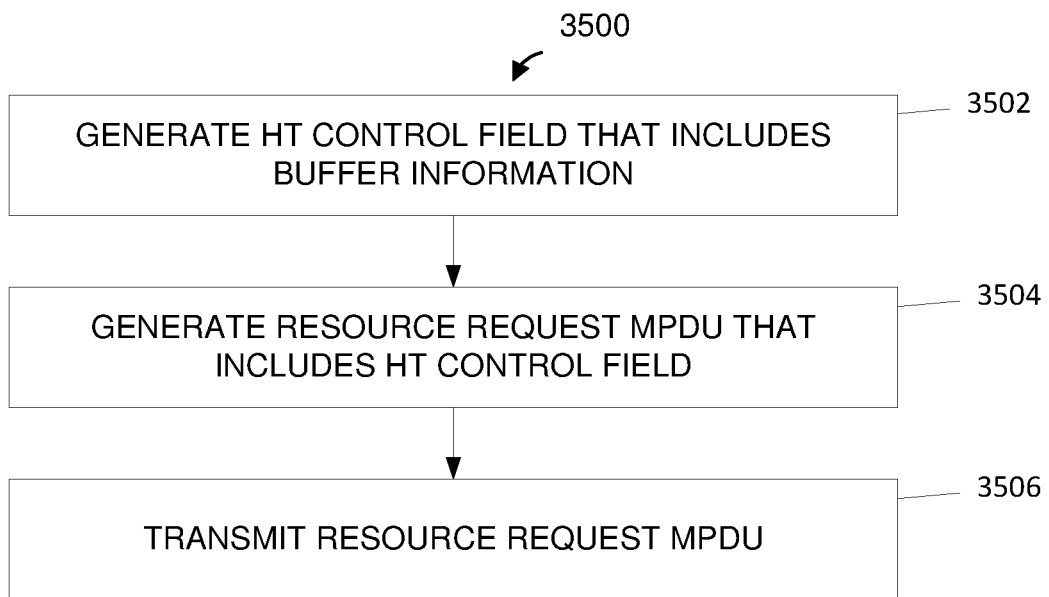 3500
3502
GENERATE HT CONTROL FIELD THAT INCLUDES
BUFFER INFORMATION
3504
GENERATE RESOURCE REQUEST MPDU THAT
INCLUDES HT CONTROL FIELD
3506
TRANSMIT RESOURCE REQUEST MPDU